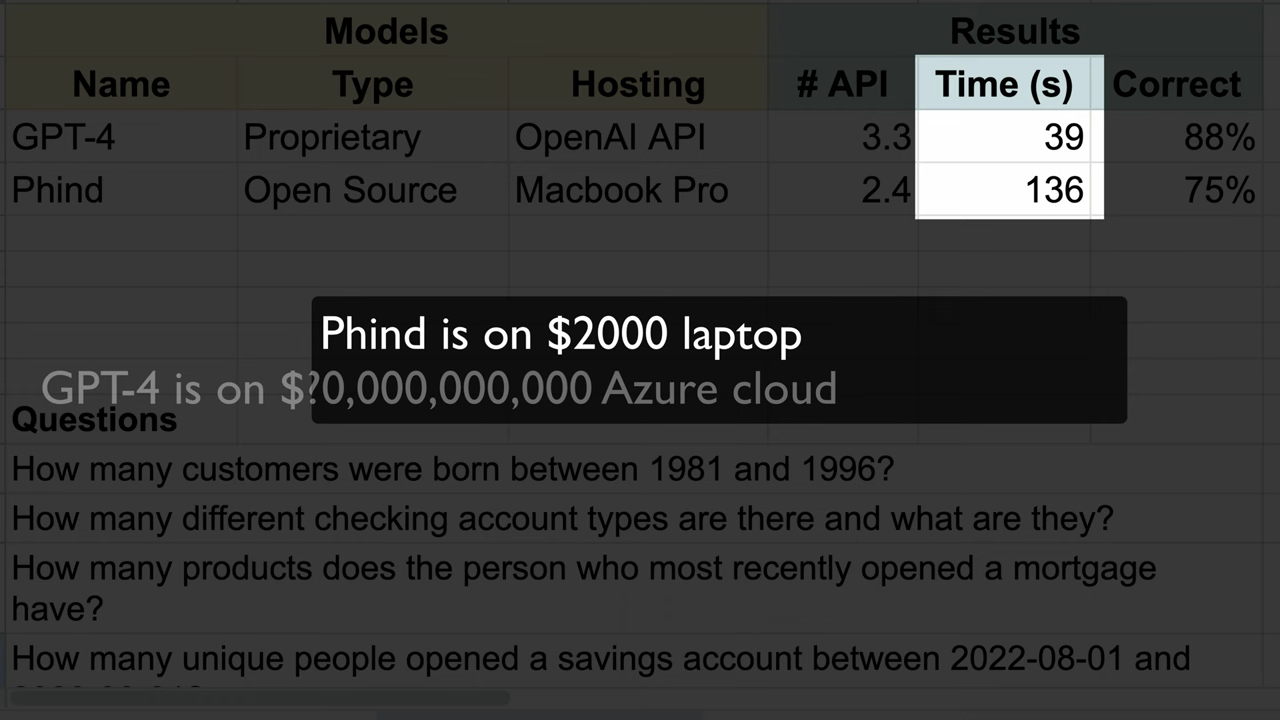 Models Results
Name Type Hosting # API Time (s) Correct
GPT-4 Proprietary OpenAI API 3.3 39 88%
Phind Open Source Macbook Pro 2.4 136 75%
Phind is on $2000 laptop
GPT-4 is on $?0,000,000,000 Azure cloud
Questions
How many customers were born between 1981 and 1996?
How many different checking account types are there and what are they?
How many products does the person who most recently opened a mortgage
have?
How many unique people opened a savings account between 2022-08-01 and